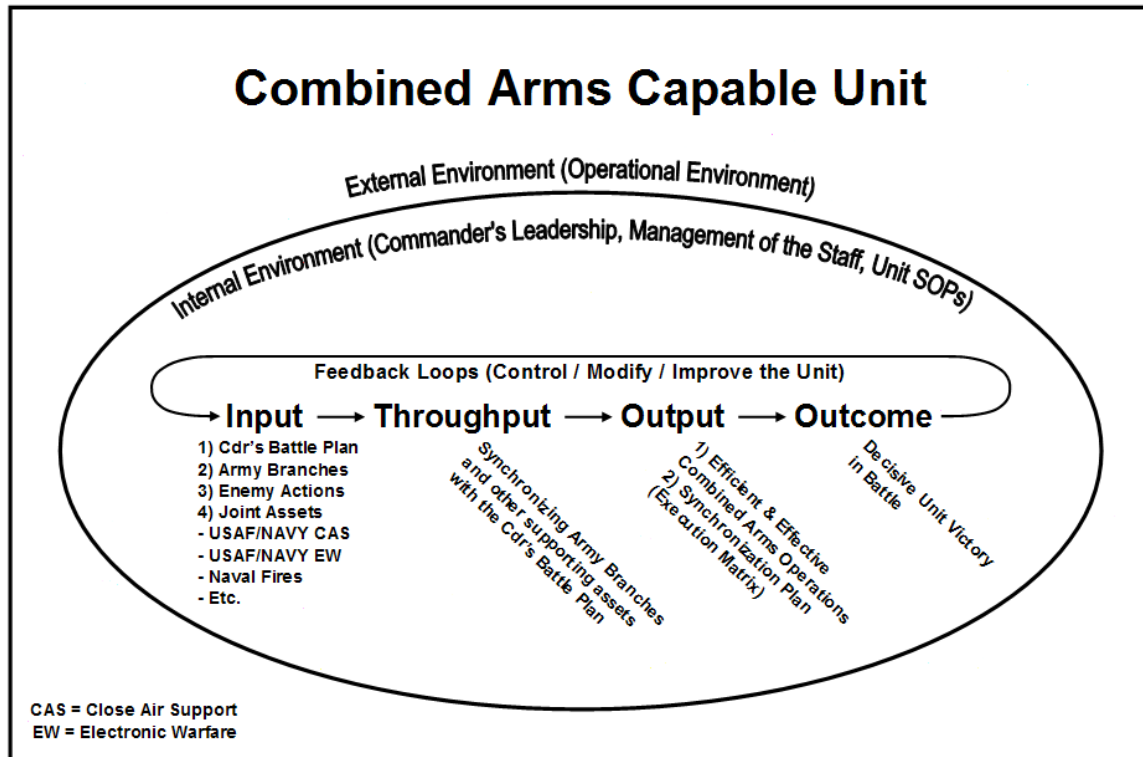 Combined Arms Capable Unit
External Environment (Operational Environment)
Internal Environment (Commander's Leadership, Management of the Staff, Unit SOPs)
Feedback Loops (Control / Modify / Improve the Unit)
Input
Throughput
Output
Outcome
1) Cdr's Battle Plan
2) Army Branches
3) Enemy Actions
4) Joint Assets
- USAF/NAVY CAS
- USAF/NAVY EW
- Naval Fires
- Etc.
Synchronizing Army Branches
and other supporting assets
with the Cdr's Battle Plan
1) Efficient & Effective
Combined Arms Operations
2) Synchronization Plan
(Execution Matrix)
Decisive Unit Victory
in Battle
CAS = Close Air Support
EW = Electronic Warfare